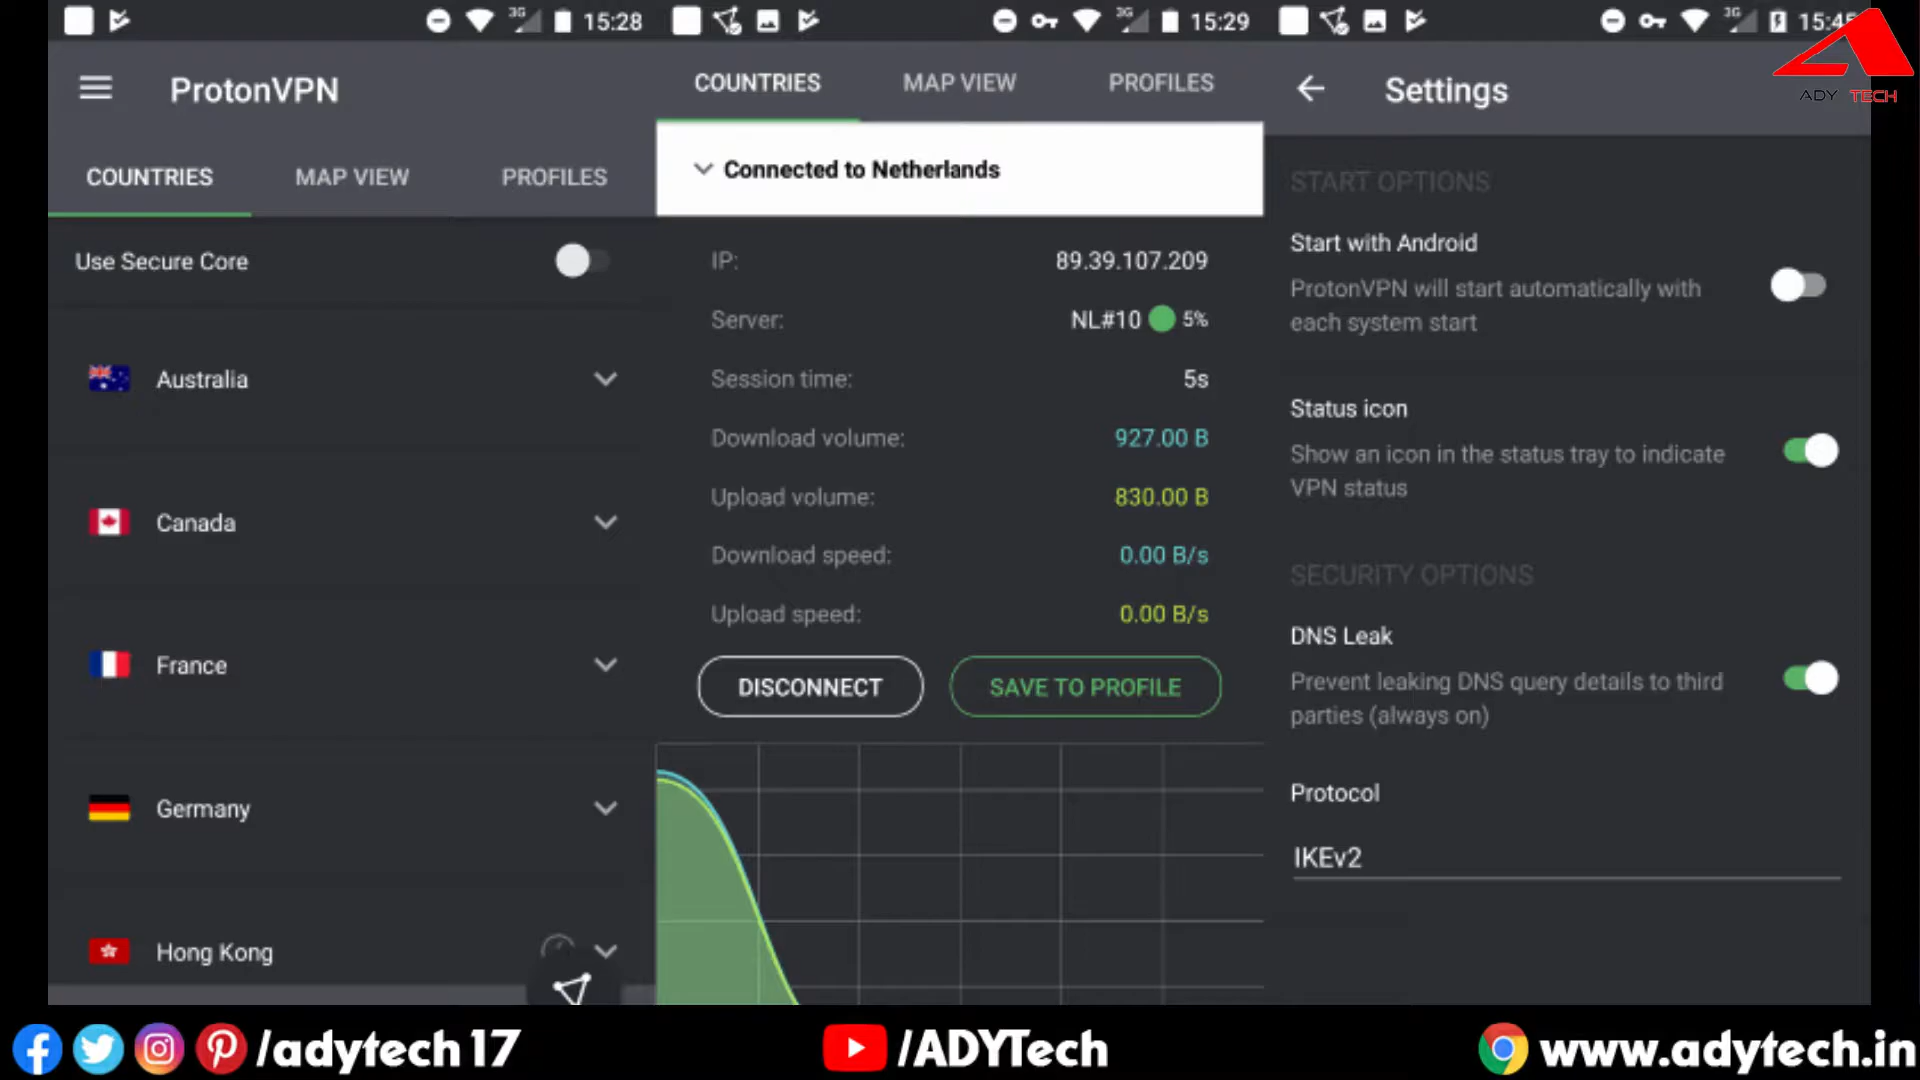 3G 15:28
ProtonVPN
COUNTRIES MAP VIEW PROFILES
Use Secure Core
Australia
Canada
France
Germany
Hong Kong
3G 15:29
COUNTRIES MAP VIEW PROFILES
Connected to Netherlands
IP: 89.39.107.209
Server: NL#10 5%
Session time: 5s
Download volume: 927.00 B
Upload volume: 830.00 B
Download speed: 0.00 B/s
Upload speed: 0.00 B/s
DISCONNECT SAVE TO PROFILE
3G 15:45
Settings
ADY TECH
START OPTIONS
Start with Android
ProtonVPN will start automatically with
each system start
Status icon
Show an icon in the status tray to indicate
VPN status
SECURITY OPTIONS
DNS Leak
Prevent leaking DNS query details to third
parties (always on)
Protocol
IKEv2
/adytech17 /ADYTech www.adytech.in